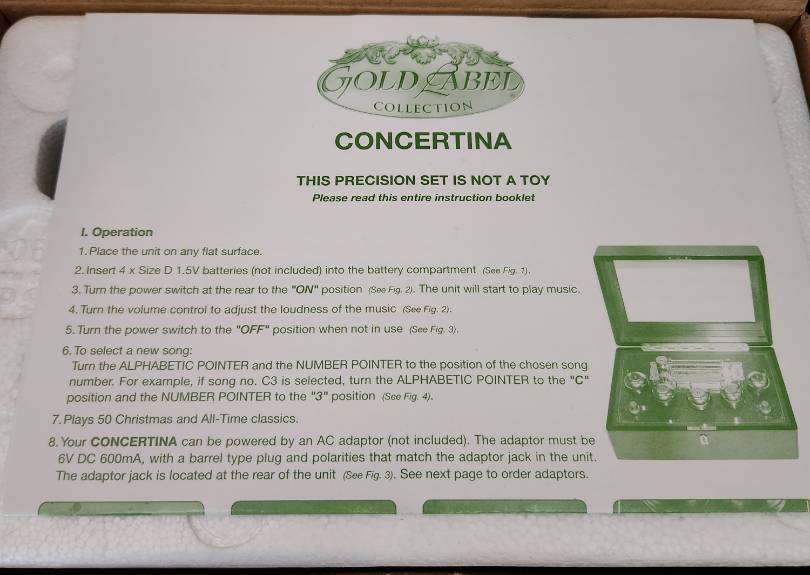 GOLD LABEL
COLLECTION
CONCERTINA
THIS PRECISION SET IS NOT A TOY
Please read this entire instruction booklet
I. Operation
1. Place the unit on any flat surface.
2. Insert 4 x Size D 1.5V batteries (not included) into the battery compartment (See Fig. 1).
3. Turn the power switch at the rear to the "ON" position (See Fig. 2). The unit will start to play music.
4. Turn the volume control to adjust the loudness of the music (See Fig. 2).
5. Turn the power switch to the "OFF" position when not in use (See Fig. 3).
6. To select a new song:
Turn the ALPHABETIC POINTER and the NUMBER POINTER to the position of the chosen song
number. For example, if song no. C3 is selected, turn the ALPHABETIC POINTER to the "C"
position and the NUMBER POINTER to the "3" position (See Fig. 4).
7. Plays 50 Christmas and All-Time classics.
8. Your CONCERTINA can be powered by an AC adaptor (not included). The adaptor must be
6V DC 600mA, with a barrel type plug and polarities that match the adaptor jack in the unit.
The adaptor jack is located at the rear of the unit (See Fig. 3). See next page to order adaptors.